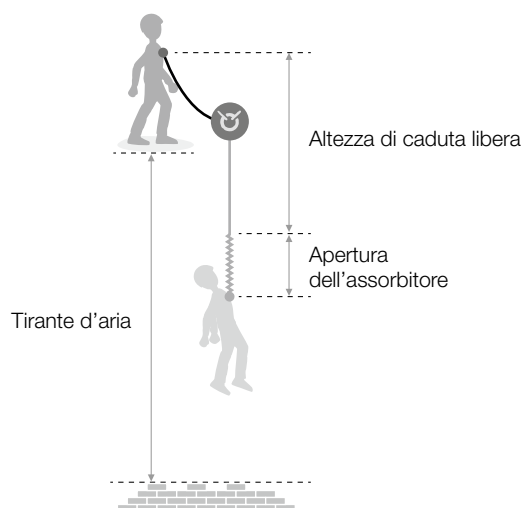 Altezza di caduta libera
Apertura
dell'assorbitore
Tirante d'aria